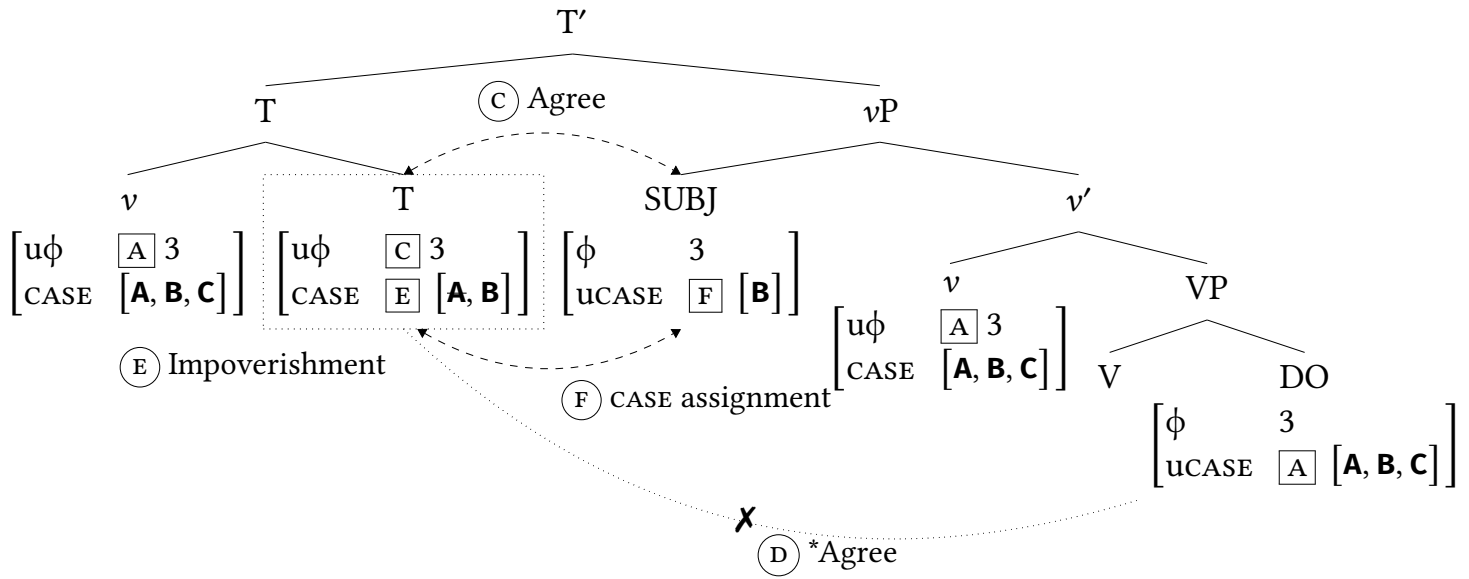 T′
Ⓒ Agree
T vP
v T SUBJ v′
[uϕ A 3] [uϕ C 3] [ϕ 3]
[CASE [A, B, C]] [CASE E [A, B]] [uCASE F [B]]
v VP
[uϕ A 3]
[CASE [A, B, C]]
Ⓔ Impoverishment
V DO
Ⓕ CASE assignment
[ϕ 3]
[uCASE A [A, B, C]]
✗
Ⓓ *Agree